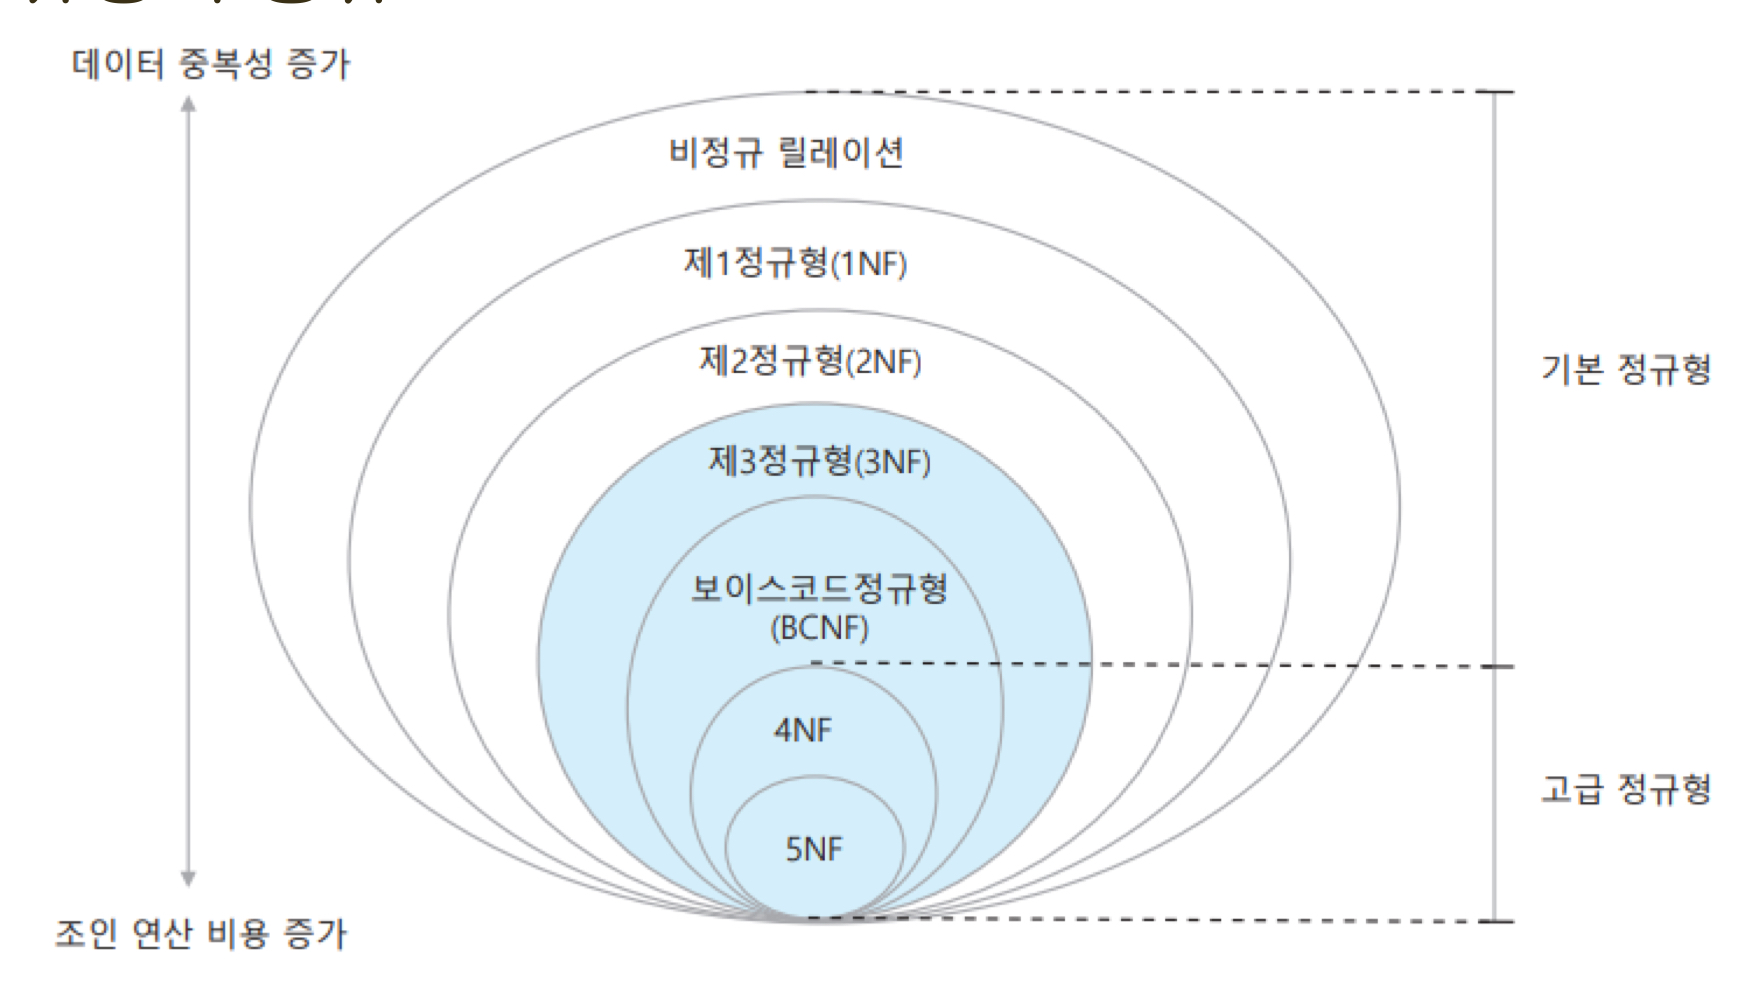 데이터 중복성 증가
비정규 릴레이션
제1정규형(1NF)
제2정규형(2NF)
기본 정규형
제3정규형(3NF)
보이스코드정규형
(BCNF)
4NF
고급 정규형
5NF
조인 연산 비용 증가